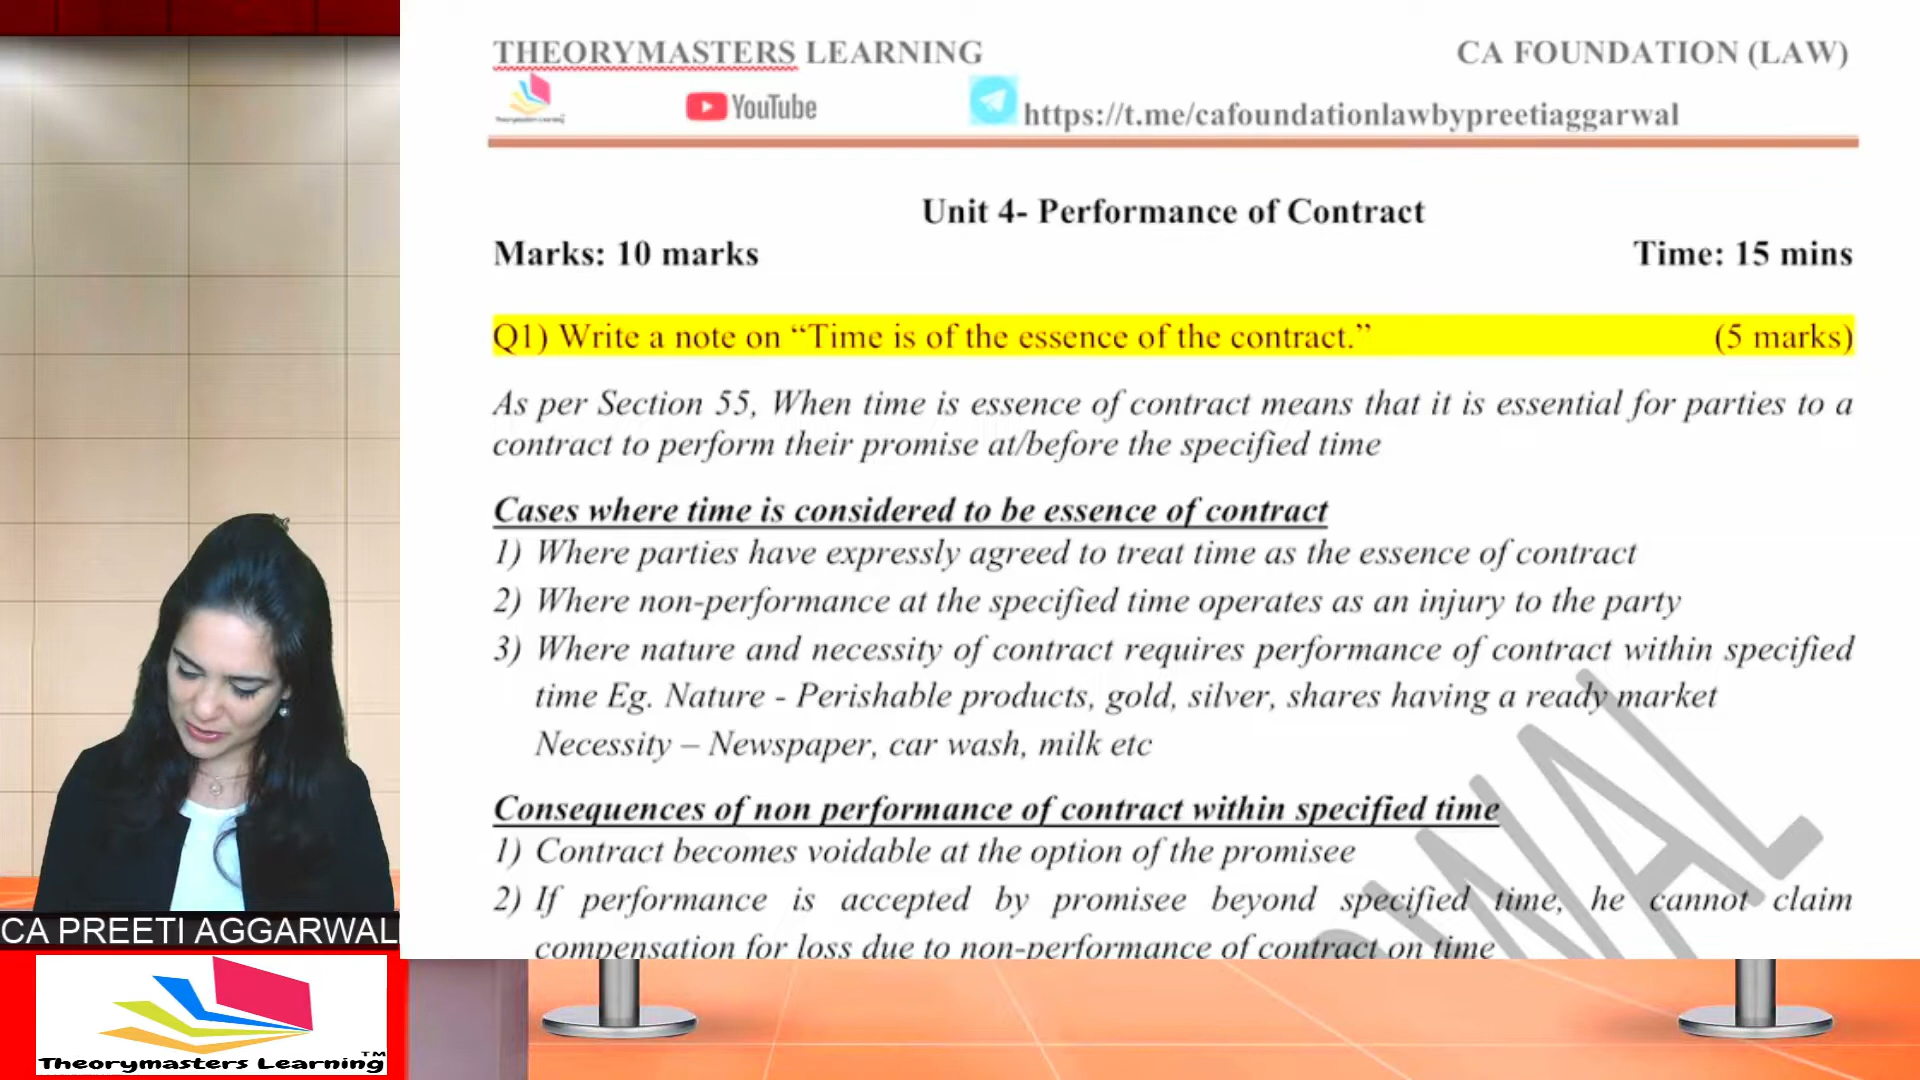 THEORYMASTERS LEARNING
CA FOUNDATION (LAW)
Theorymasters Learning
YouTube
https://t.me/cafoundationlawbypreetiaggarwal
Unit 4- Performance of Contract
Marks: 10 marks
Time: 15 mins
Q1) Write a note on “Time is of the essence of the contract.” (5 marks)
As per Section 55, When time is essence of contract means that it is essential for parties to a
contract to perform their promise at/before the specified time
Cases where time is considered to be essence of contract
1) Where parties have expressly agreed to treat time as the essence of contract
2) Where non-performance at the specified time operates as an injury to the party
3) Where nature and necessity of contract requires performance of contract within specified
time Eg. Nature - Perishable products, gold, silver, shares having a ready market
Necessity – Newspaper, car wash, milk etc
Consequences of non performance of contract within specified time
1) Contract becomes voidable at the option of the promisee
2) If performance is accepted by promisee beyond specified time, he cannot claim
compensation for loss due to non-performance of contract on time
WAL
CA PREETI AGGARWAL
Theorymasters Learning™